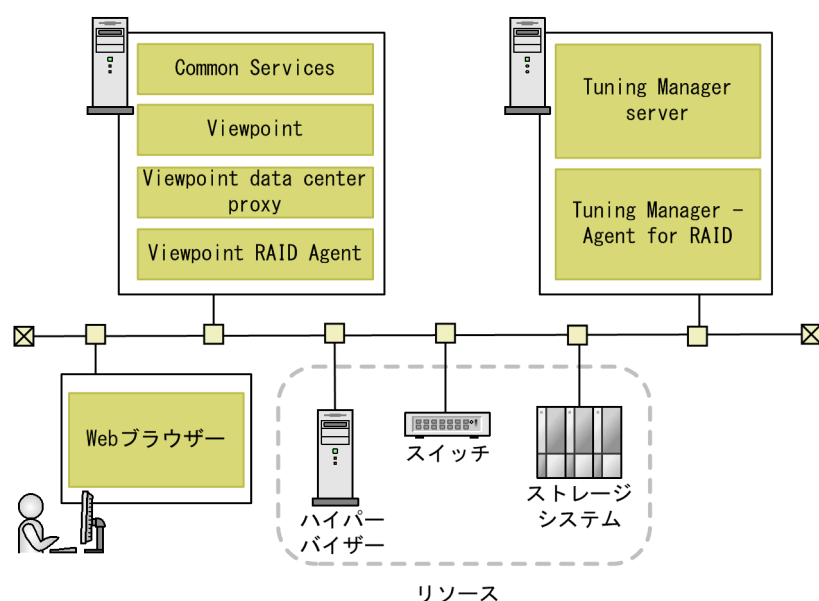 Common Services
Viewpoint
Viewpoint data center
proxy
Viewpoint RAID Agent
Tuning Manager
server
Tuning Manager -
Agent for RAID
Webブラウザー
ハイパー
バイザー
スイッチ
ストレージ
システム
リソース